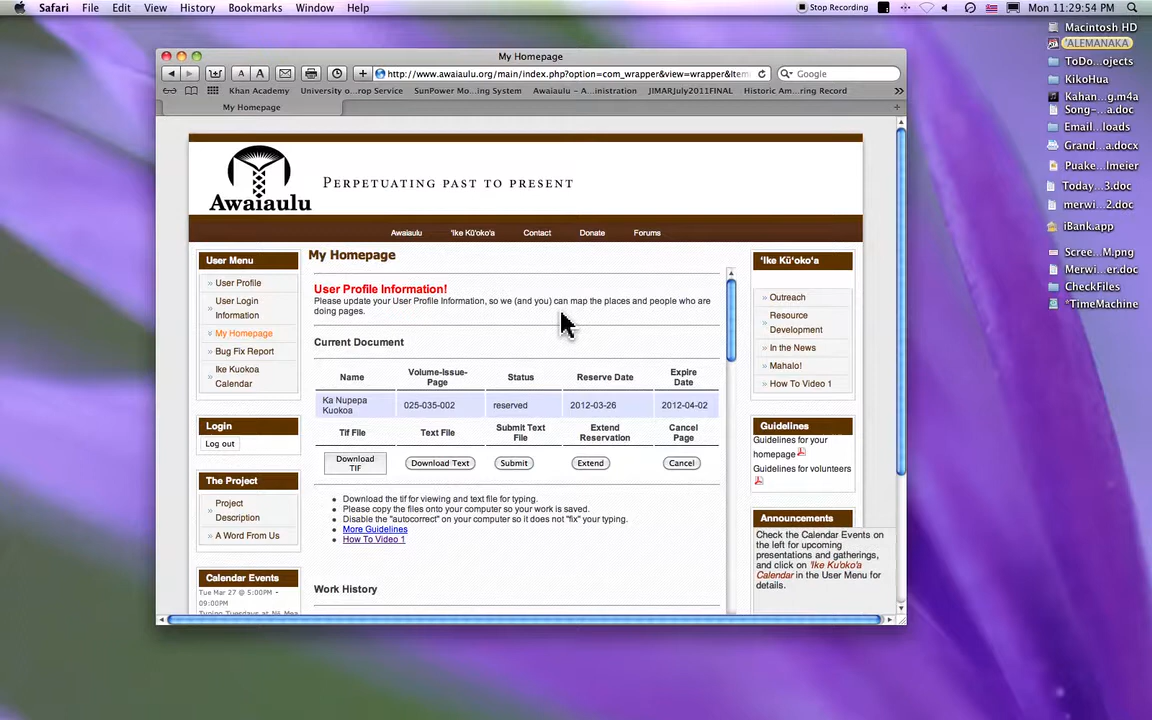 Safari File Edit View History Bookmarks Window Help
Stop Recording Mon 11:29:54 PM
Macintosh HD
'ALEMANAKA
ToDo...ojects
KikoHua
Kahan...g.m4a
Song-...a.doc
Email...loads
Grand...a.docx
Puake...lmeier
Today...3.doc
merwi...2.doc
iBank.app
Scree...M.png
Merwi...er.doc
CheckFiles
*TimeMachine
My Homepage
A A http://www.awaiaulu.org/main/index.php?option=com_wrapper&view=wrapper&Item Google
Khan Academy University o...rop Service SunPower Mo...ing System Awaiaulu - A...inistration JIMARJuly2011FINAL Historic Am...ring Record
My Homepage
Awaiaulu
PERPETUATING PAST TO PRESENT
Awaiaulu 'Ike Kū'oko'a Contact Donate Forums
User Menu
User Profile
User Login
Information
My Homepage
Bug Fix Report
Ike Kuokoa
Calendar
Login
Log out
The Project
Project
Description
A Word From Us
Calendar Events
Tue Mar 27 @ 5:00PM -
09:00PM
My Homepage
User Profile Information!
Please update your User Profile Information, so we (and you) can map the places and people who are
doing pages.
Current Document
Name Volume-Issue-Page Status Reserve Date Expire Date
Ka Nupepa Kuokoa 025-035-002 reserved 2012-03-26 2012-04-02
Tif File Text File Submit Text File Extend Reservation Cancel Page
Download TIF Download Text Submit Extend Cancel
Download the tif for viewing and text file for typing.
Please copy the files onto your computer so your work is saved.
Disable the "autocorrect" on your computer so it does not "fix" your typing.
More Guidelines
How To Video 1
Work History
'Ike Kū'oko'a
Outreach
Resource
Development
In the News
Mahalo!
How To Video 1
Guidelines
Guidelines for your
homepage
Guidelines for volunteers
Announcements
Check the Calendar Events on
the left for upcoming
presentations and gatherings,
and click on 'Ike Ku'oko'a
Calendar in the User Menu for
details.